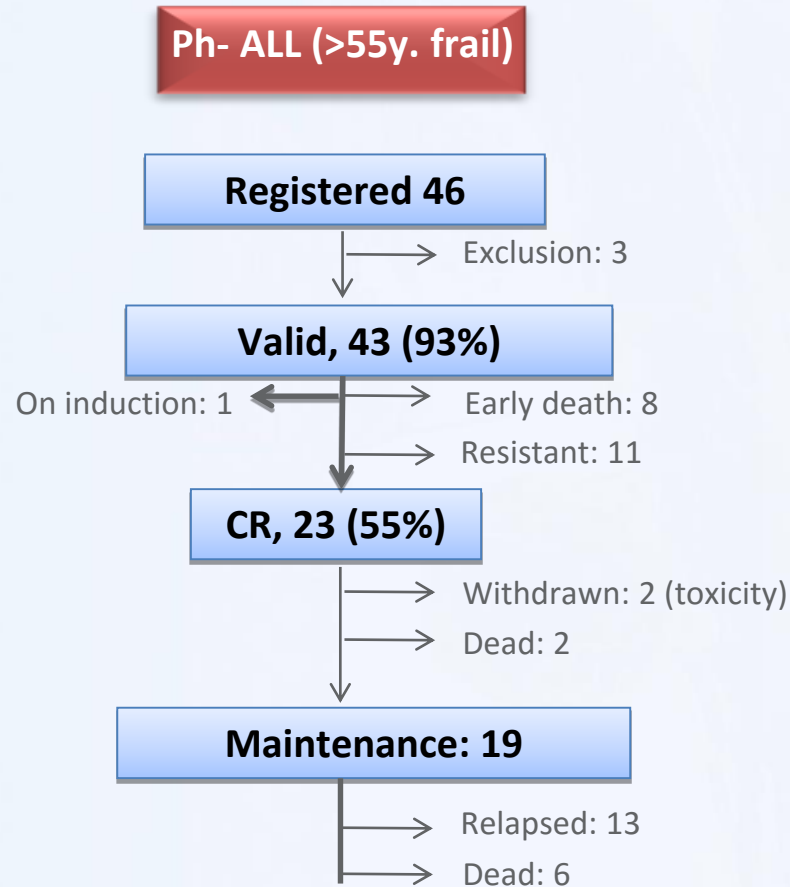 Ph- ALL (>55y. frail)
Registered 46
Exclusion: 3
Valid, 43 (93%)
On induction: 1
Early death: 8
Resistant: 11
CR, 23 (55%)
Withdrawn: 2 (toxicity)
Dead: 2
Maintenance: 19
Relapsed: 13
Dead: 6